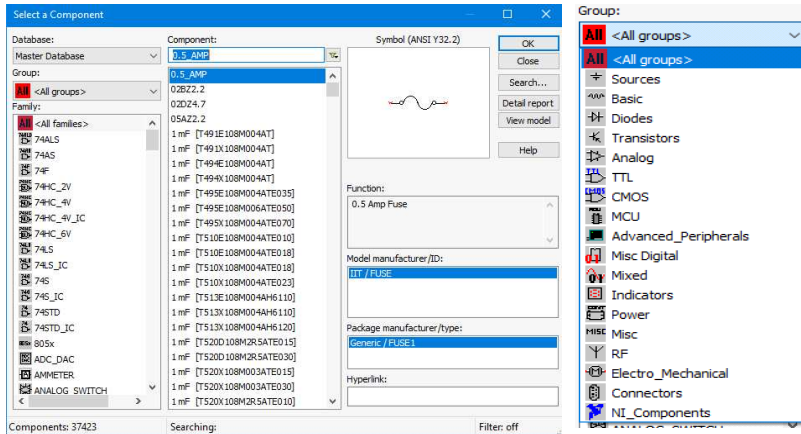 Select a Component
Database:
Master Database
Group:
All <All groups>
Family:
All <All families>
74ALS
74AS
74F
74HC_2V
74HC_4V
74HC_4V_IC
74HC_6V
74LS
74LS_IC
74S
74S_IC
74STD
74STD_IC
805x
ADC_DAC
AMMETER
ANALOG_SWITCH
Component:
0.5_AMP
0.5_AMP
02BZ2.2
02DZ4.7
05AZ2.2
1 mF [T491E108M004AT]
1 mF [T491X108M004AT]
1 mF [T494E108M004AT]
1 mF [T494X108M004AT]
1 mF [T495E108M004ATE035]
1 mF [T495E108M006ATE050]
1 mF [T495X108M004ATE070]
1 mF [T510E108M004ATE010]
1 mF [T510E108M004ATE018]
1 mF [T510X108M004ATE018]
1 mF [T510X108M004ATE023]
1 mF [T513E108M004AH6110]
1 mF [T513X108M004AH6110]
1 mF [T513X108M004AH6120]
1 mF [T520D108M2R5ATE015]
1 mF [T520D108M2R5ATE030]
1 mF [T520X108M003ATE015]
1 mF [T520X108M003ATE030]
1 mF [T520X108M2R5ATE010]
Symbol (ANSI Y32.2)
Function:
0.5 Amp Fuse
Model manufacturer/ID:
IIT / FUSE
Package manufacturer/type:
Generic / FUSE1
Hyperlink:
OK
Close
Search...
Detail report
View model
Help
Components: 37423
Searching:
Filter: off
Group:
All <All groups>
All <All groups>
Sources
Basic
Diodes
Transistors
Analog
TTL
CMOS
MCU
Advanced_Peripherals
Misc Digital
Mixed
Indicators
Power
MISC Misc
RF
Electro_Mechanical
Connectors
NI_Components